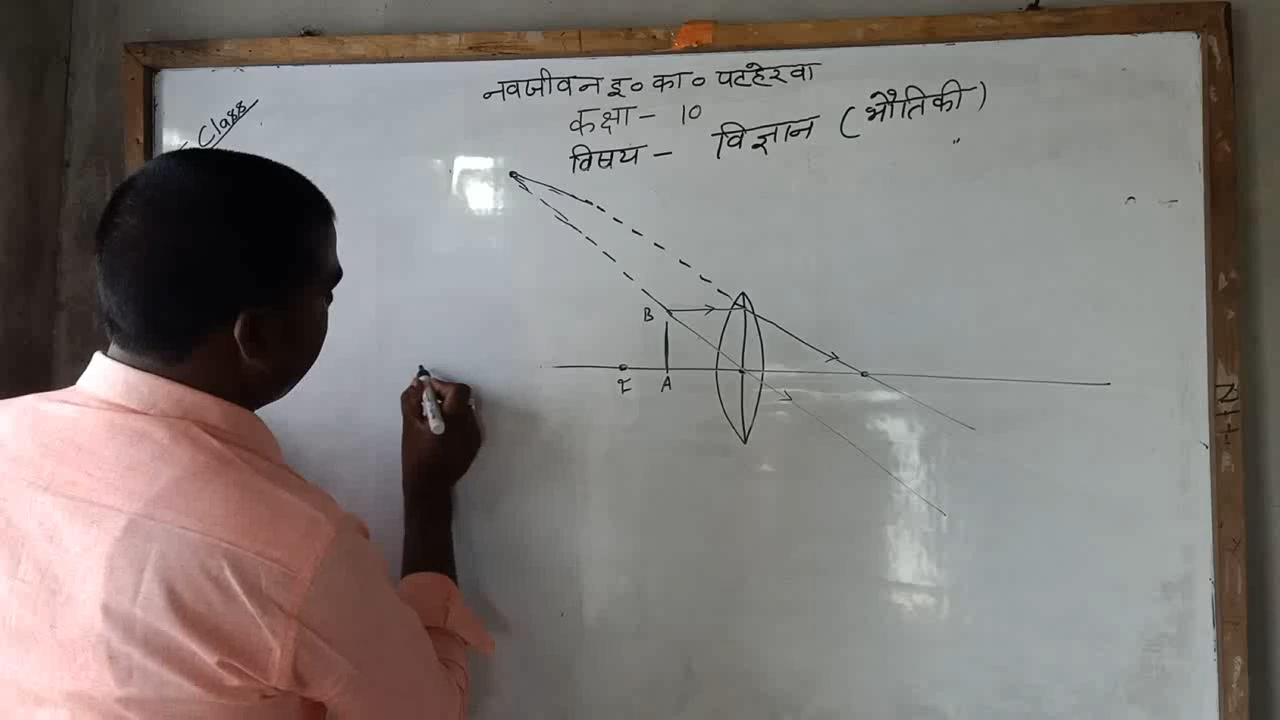 Class
नवजीवन इ० का० पटहेरवा
कक्षा - 10
विषय - विज्ञान (भौतिकी)
B
A